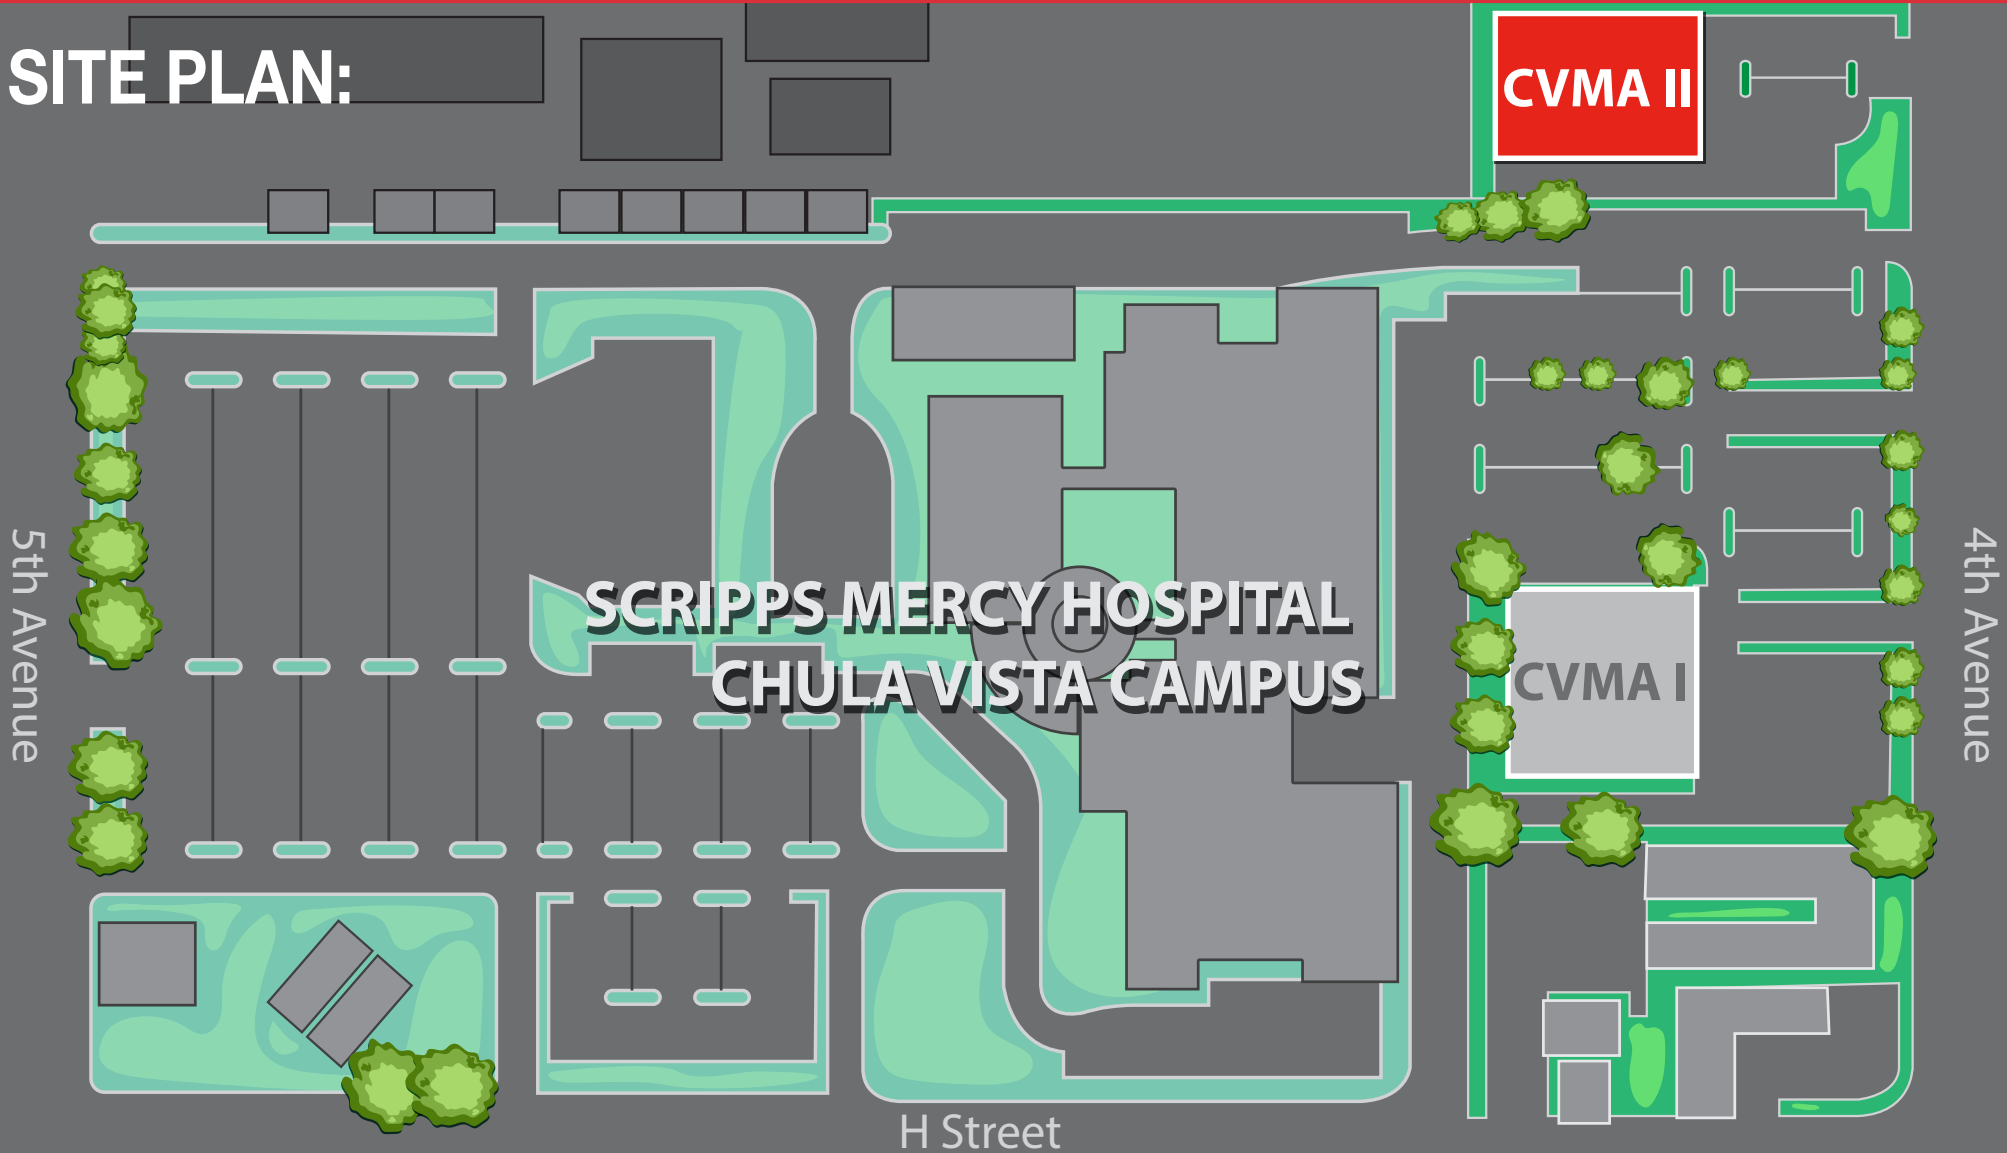 SITE PLAN:
CVMA II
5th Avenue
SCRIPPS MERCY HOSPITAL
CHULA VISTA CAMPUS
CVMA I
4th Avenue
H Street